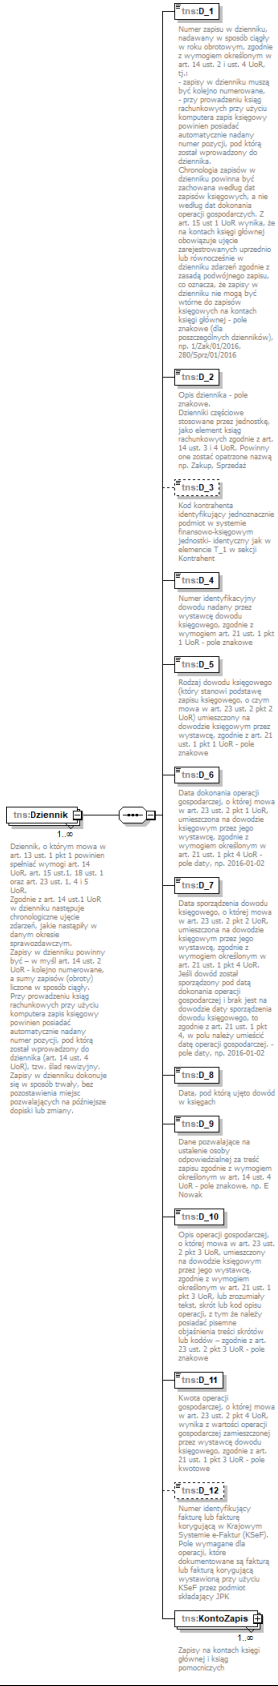 tns:D_1
Numer zapisu w dzienniku,
nadawany w sposób ciągły
w roku obrotowym, zgodnie
z wymogiem określonym w
art. 14 ust. 2 i ust. 4 UoR,
tj.:
- zapisy w dzienniku muszą
być kolejno numerowane,
- przy prowadzeniu ksiąg
rachunkowych przy użyciu
komputera zapis księgowy
powinien posiadać
automatycznie nadany
numer pozycji, pod którą
został wprowadzony do
dziennika.
Chronologia zapisów w
dzienniku powinna być
zachowana według dat
zapisów księgowych, a nie
według dat dokonania
operacji gospodarczych. Z
art. 15 ust 1 UoR wynika, że
na kontach księgi głównej
obowiązuje ujęcie
zarejestrowanych uprzednio
lub równocześnie w
dzienniku zdarzeń zgodnie z
zasadą podwójnego zapisu,
co oznacza, że zapisy w
dzienniku nie mogą być
wtórne do zapisów
księgowych na kontach
księgi głównej - pole
znakowe (dla
poszczególnych dzienników),
np. 1/Zak/01/2016,
280/Sprz/01/2016
tns:D_2
Opis dziennika - pole
znakowe.
Dzienniki częściowe
stosowane przez jednostkę,
jako element ksiąg
rachunkowych zgodnie z art.
14 ust. 3 i 4 UoR. Powinny
one zostać opatrzone nazwą
np. Zakup, Sprzedaż
tns:D_3
Kod kontrahenta
identyfikujący jednoznacznie
podmiot w systemie
finansowo-księgowym
jednostki- identyczny jak w
elemencie T_1 w sekcji
Kontrahent
tns:D_4
Numer identyfikacyjny
dowodu nadany przez
wystawcę dowodu
księgowego, zgodnie z
wymogiem art. 21 ust. 1 pkt
1 UoR - pole znakowe
tns:D_5
Rodzaj dowodu księgowego
(który stanowi podstawę
zapisu księgowego, o czym
mowa w art. 23 ust. 2 pkt 2
UoR) umieszczony na
dowodzie księgowym przez
wystawcę, zgodnie z art. 21
ust. 1 pkt 1 UoR - pole
znakowe
tns:D_6
Data dokonania operacji
gospodarczej, o której mowa
w art. 23 ust. 2 pkt 1 UoR,
umieszczona na dowodzie
księgowym przez jego
wystawcę, zgodnie z
wymogiem określonym w
art. 21 ust. 1 pkt 4 UoR -
pole daty, np. 2016-01-02
tns:D_7
Data sporządzenia dowodu
księgowego, o której mowa
w art. 23 ust. 2 pkt 2 UoR,
umieszczona na dowodzie
księgowym przez jego
wystawcę, zgodnie z
wymogiem określonym w
art. 21 ust. 1 pkt 4 UoR.
Jeśli dowód został
sporządzony pod datą
dokonania operacji
gospodarczej i brak jest na
dowodzie daty sporządzenia
dowodu księgowego, to
zgodnie z art. 21 ust. 1 pkt
4, w polu należy umieścić
datę operacji gospodarczej. -
pole daty, np. 2016-01-02
tns:D_8
Data, pod którą ujęto dowód
w księgach
tns:D_9
Dane pozwalające na
ustalenie osoby
odpowiedzialnej za treść
zapisu zgodnie z wymogiem
określonym w art. 14 ust. 4
UoR - pole znakowe, np. E
Nowak
tns:D_10
Opis operacji gospodarczej,
o której mowa w art. 23 ust.
2 pkt 3 UoR, umieszczony
na dowodzie księgowym
przez jego wystawcę,
zgodnie z wymogiem
określonym w art. 21 ust. 1
pkt 3 UoR, lub zrozumiały
tekst, skrót lub kod opisu
operacji, z tym że należy
posiadać pisemne
objaśnienia treści skrótów
lub kodów – zgodnie z art.
23 ust. 2 pkt 3 UoR - pole
znakowe
tns:D_11
Kwota operacji
gospodarczej, o której mowa
w art. 23 ust. 2 pkt 4 UoR,
wynika z wartości operacji
gospodarczej zamieszczonej
przez wystawcę dowodu
księgowego, zgodnie z art.
21 ust. 1 pkt 3 UoR - pole
kwotowe
tns:D_12
Numer identyfikujący
fakturę lub fakturę
korygującą w Krajowym
Systemie e-Faktur (KSeF).
Pole wymagane dla
operacji, które
dokumentowane są fakturą
lub fakturą korygującą
wystawioną przy użyciu
KSeF przez podmiot
składający JPK
tns:KontoZapis
1..∞
Zapisy na kontach księgi
głównej i ksiąg
pomocniczych
tns:Dziennik
1..∞
Dziennik, o którym mowa w
art. 13 ust. 1 pkt 1 powinien
spełniać wymogi art. 14
UoR, art. 15 ust.1, 18 ust. 1
oraz art. 23 ust. 1, 4 i 5
UoR.
Zgodnie z art. 14 ust.1 UoR
w dzienniku następuje
chronologiczne ujęcie
zdarzeń, jakie nastąpiły w
danym okresie
sprawozdawczym.
Zapisy w dzienniku powinny
być – w myśl art. 14 ust. 2
UoR - kolejno numerowane,
a sumy zapisów (obroty)
liczone w sposób ciągły.
Przy prowadzeniu ksiąg
rachunkowych przy użyciu
komputera zapis księgowy
powinien posiadać
automatycznie nadany
numer pozycji, pod którą
został wprowadzony do
dziennika (art. 14 ust. 4
UoR), tzw. ślad rewizyjny.
Zapisy w dzienniku dokonuje
się w sposób trwały, bez
pozostawienia miejsc
pozwalających na późniejsze
dopiski lub zmiany.